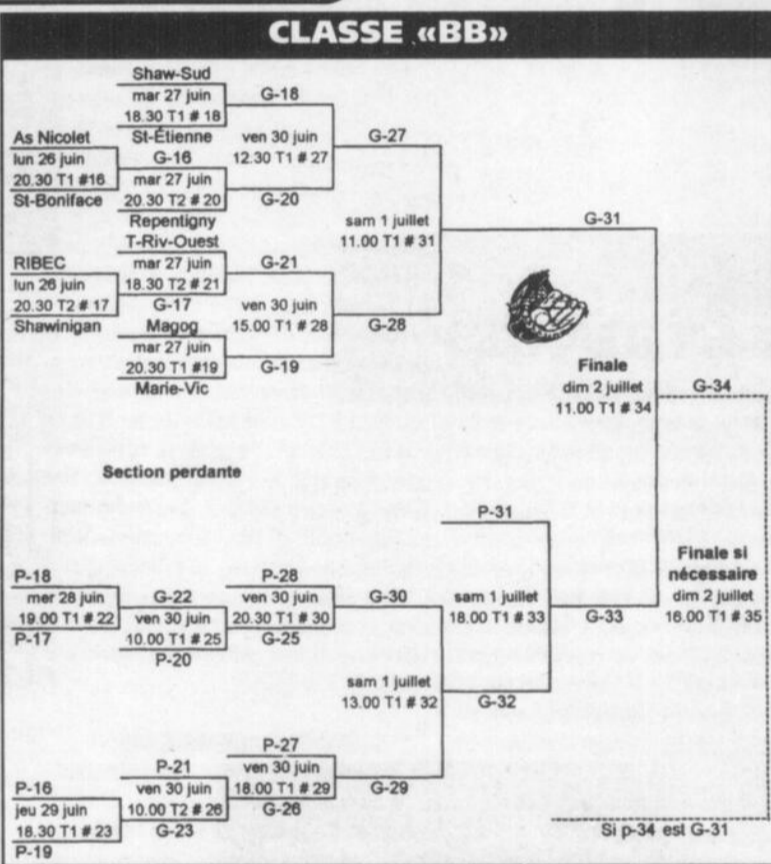 CLASSE «BB»
Shaw-Sud
mar 27 juin
18.30 T1 # 18
St-Étienne
G-18
As Nicolet
lun 26 juin
20.30 T1 #16
St-Boniface
G-16
mar 27 juin
20.30 T2 # 20
Repentigny
ven 30 juin
12.30 T1 # 27
G-20
G-27
T-Riv-Ouest
mar 27 juin
18.30 T2 # 21
G-17
G-21
RIBEC
lun 26 juin
20.30 T2 # 17
Shawinigan
Magog
mar 27 juin
20.30 T1 #19
Marie-Vic
ven 30 juin
15.00 T1 # 28
G-19
G-28
sam 1 juillet
11.00 T1 # 31
G-31
Finale
dim 2 juillet
11.00 T1 # 34
G-34
Section perdante
P-18
mer 28 juin
19.00 T1 # 22
P-17
G-22
ven 30 juin
10.00 T1 # 25
P-20
P-28
ven 30 juin
20.30 T1 # 30
G-25
G-30
P-31
sam 1 juillet
18.00 T1 # 33
G-33
Finale si
nécessaire
dim 2 juillet
16.00 T1 # 35
sam 1 juillet
13.00 T1 # 32
G-32
P-16
jeu 29 juin
18.30 T1 # 23
P-19
P-21
ven 30 juin
10.00 T2 # 26
G-23
P-27
ven 30 juin
18.00 T1 # 29
G-26
G-29
Si p-34 est G-31